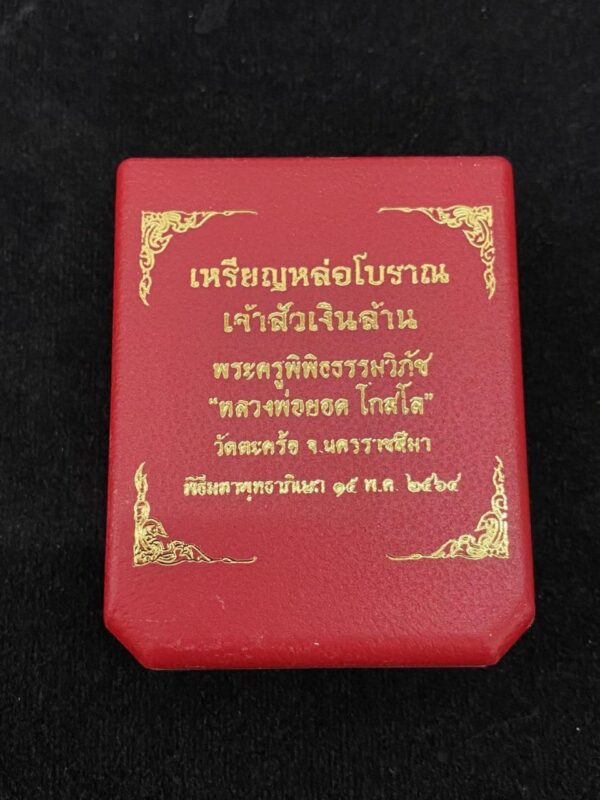 เหรียญหล่อโบราณ
เจ้าสัวเงินล้าน
พระครูพิพิธธรรมวิภัช
"หลวงพ่อยอด โกสโล"
วัดตะคร้อ จ.นครราชสีมา
พิธีมหาพุทธาภิเษก ๑๕ พ.ค. ๒๕๖๔